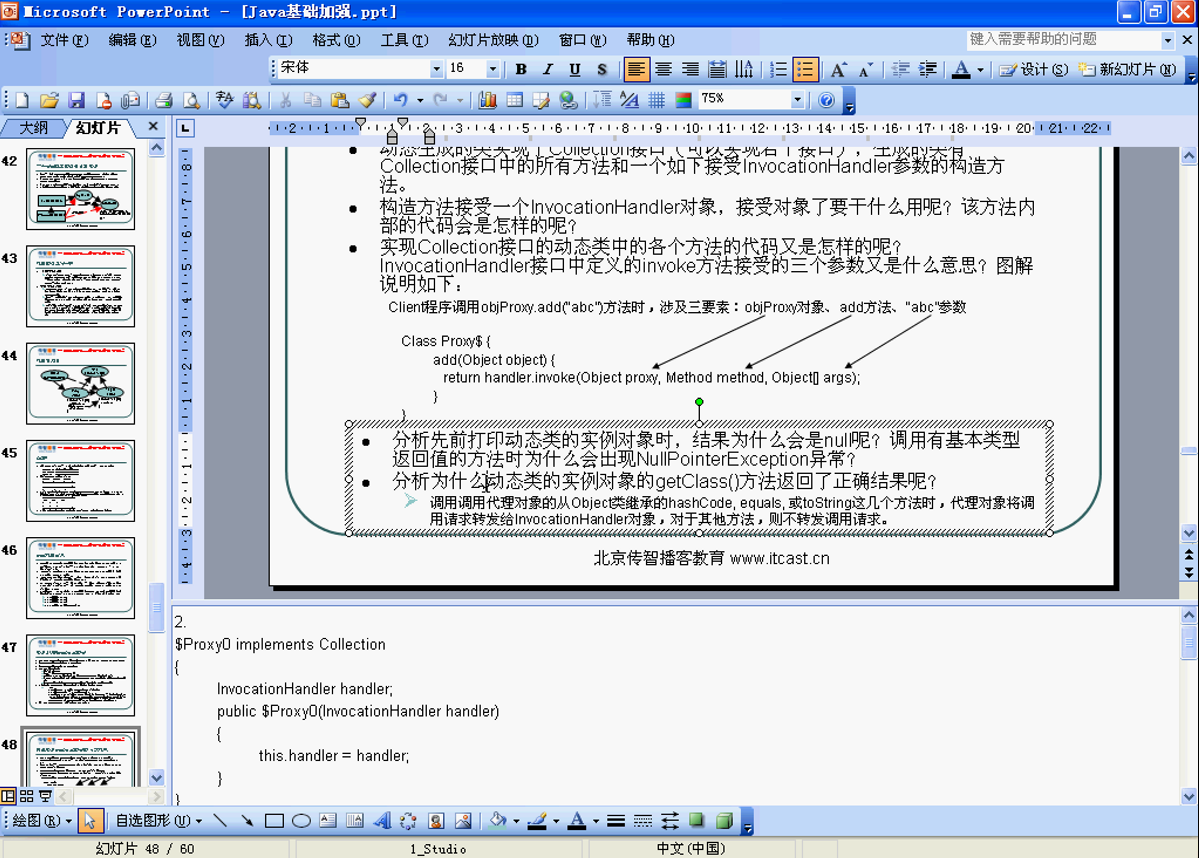 Microsoft PowerPoint - [Java基础加强.ppt]
文件(F) 编辑(E) 视图(V) 插入(I) 格式(O) 工具(T) 幻灯片放映(D) 窗口(W) 帮助(H) 键入需要帮助的问题
宋体 16 B I U S A A A 设计(S) 新幻灯片(N)
75%
大纲 幻灯片
42
43
44
45
46
47
48
动态生成的类实现了Collection接口（可以实现若干接口），生成的类有
Collection接口中的所有方法和一个如下接受InvocationHandler参数的构造方
法。
构造方法接受一个InvocationHandler对象，接受对象了要干什么用呢？该方法内
部的代码会是怎样的呢？
实现Collection接口的动态类中的各个方法的代码又是怎样的呢？
InvocationHandler接口中定义的invoke方法接受的三个参数又是什么意思？图解
说明如下：
Client程序调用objProxy.add("abc")方法时，涉及三要素：objProxy对象、add方法、"abc"参数
Class Proxy$ {
add(Object object) {
return handler.invoke(Object proxy, Method method, Object[] args);
}
}
分析先前打印动态类的实例对象时，结果为什么会是null呢？调用有基本类型
返回值的方法时为什么会出现NullPointerException异常？
分析为什么动态类的实例对象的getClass()方法返回了正确结果呢？
调用调用代理对象的从Object类继承的hashCode, equals, 或toString这几个方法时，代理对象将调
用请求转发给InvocationHandler对象，对于其他方法，则不转发调用请求。
北京传智播客教育 www.itcast.cn
2.
$Proxy0 implements Collection
{
InvocationHandler handler;
public $Proxy0(InvocationHandler handler)
{
this.handler = handler;
}
}
绘图(R) 自选图形(U)
幻灯片 48 / 60 1_Studio 中文(中国)